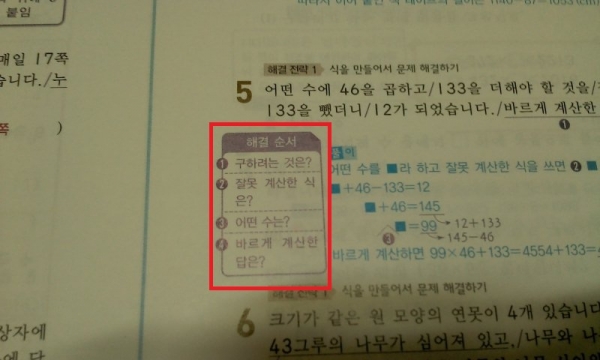 붙임
매일 17쪽
습니다./누
쪽 )
해결 전략 1 식을 만들어서 문제 해결하기
5 어떤 수에 46을 곱하고/133을 더해야 할 것을/
133을 뺐더니/12가 되었습니다./바르게 계산한
❶
해결 순서
❶ 구하려는 것은?
❷ 잘못 계산한 식
은?
❸ 어떤 수는?
❹ 바르게 계산한
답은?
풀이
어떤 수를 ■라 하고 잘못 계산한 식을 쓰면 ❷ ■
■+46-133=12
■+46=145
■=99 12+133
❸ 145-46
바르게 계산하면 99×46+133=4554+133=
해결 전략 1 식을 만들어서 문제 해결하기
6 크기가 같은 원 모양의 연못이 4개 있습니다
43그루의 나무가 심어져 있고,/나무와 나
상자에